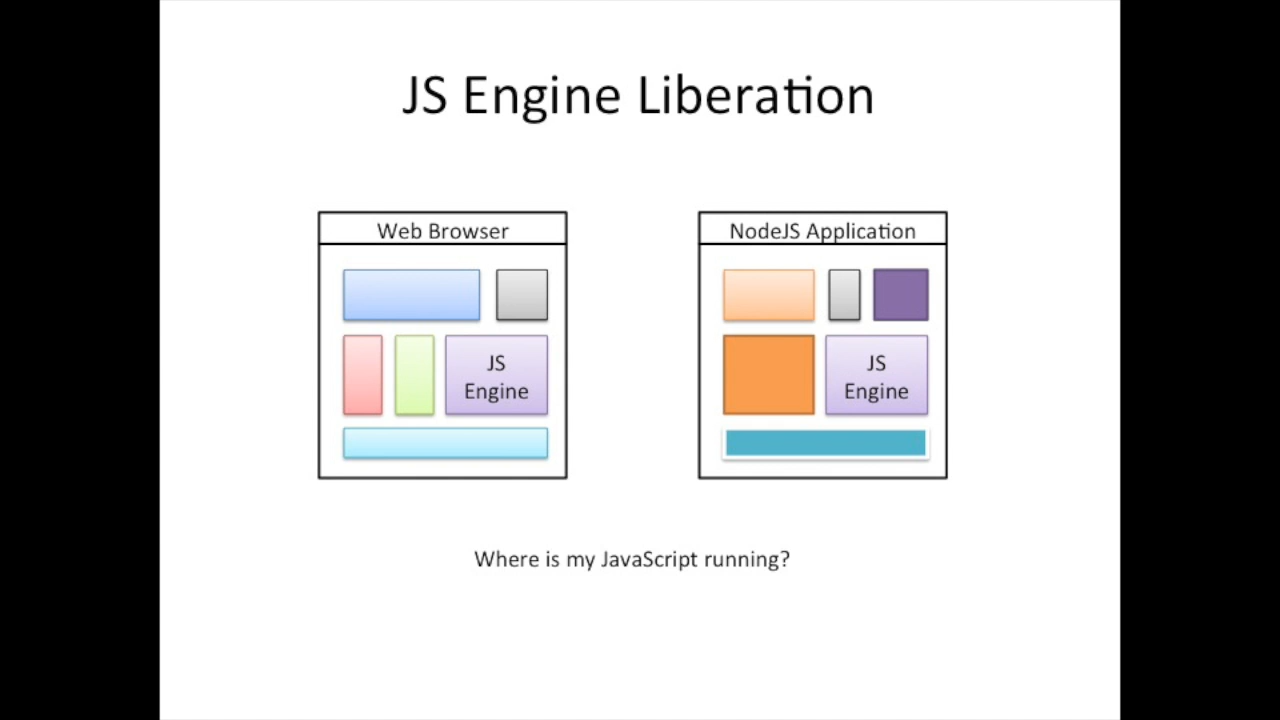 JS Engine Liberation
Web Browser
NodeJS Application
JS
Engine
JS
Engine
Where is my JavaScript running?